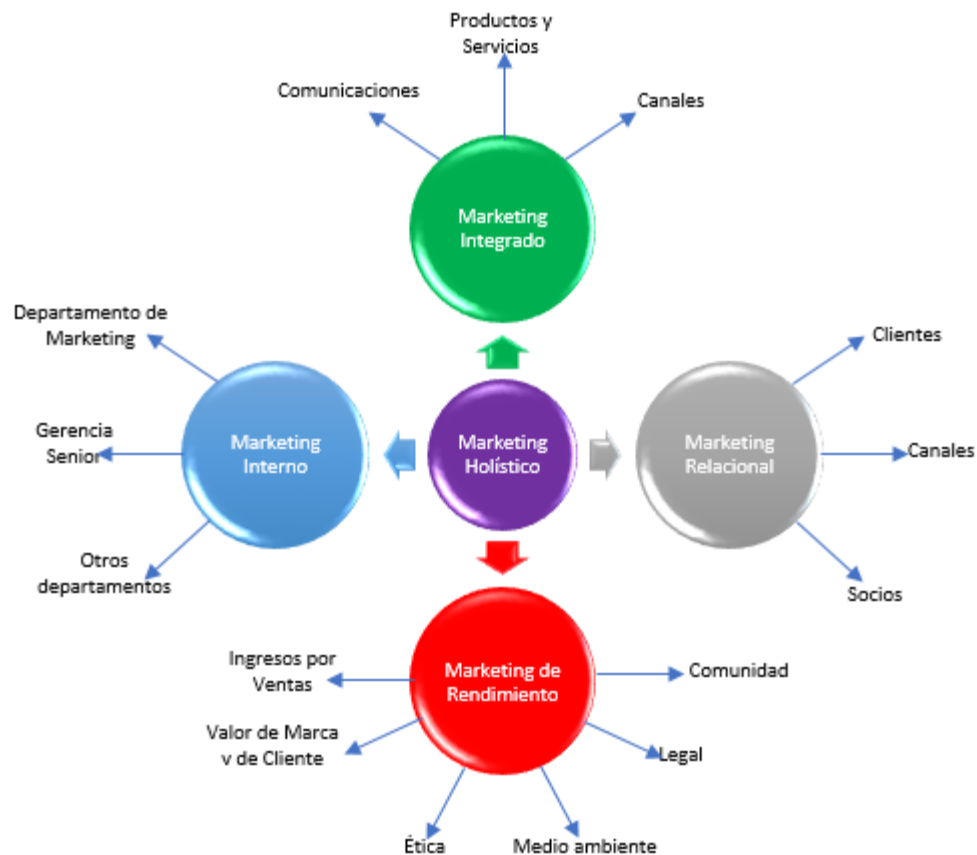 Productos y
Servicios
Comunicaciones
Canales
Marketing
Integrado
Departamento de
Marketing
Clientes
Gerencia
Senior
Marketing
Interno
Marketing
Holístico
Marketing
Relacional
Canales
Otros
departamentos
Socios
Ingresos por
Ventas
Marketing de
Rendimiento
Comunidad
Valor de Marca
y de Cliente
Legal
Ética
Medio ambiente